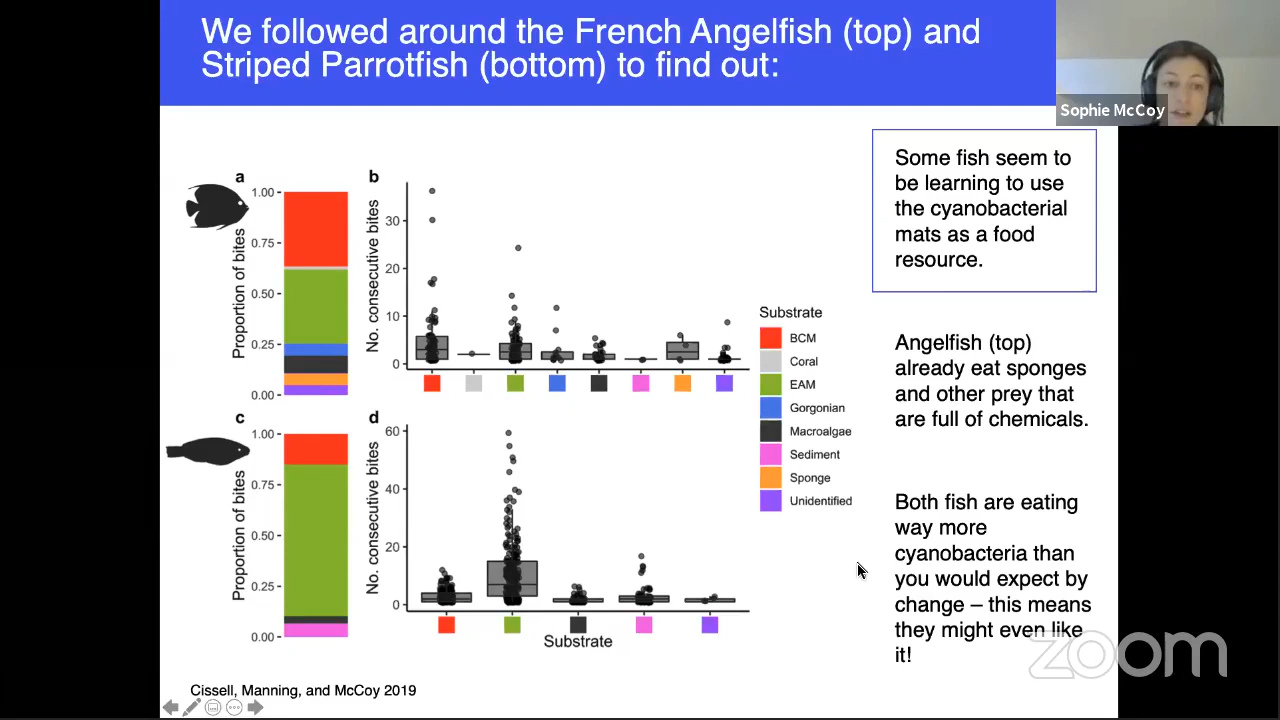 We followed around the French Angelfish (top) and
Striped Parrotfish (bottom) to find out:
Sophie McCoy
Some fish seem to
be learning to use
the cyanobacterial
mats as a food
resource.
Angelfish (top)
already eat sponges
and other prey that
are full of chemicals.
Both fish are eating
way more
cyanobacteria than
you would expect by
change – this means
they might even like
it!
a
1.00
0.75
0.50
0.25
0.00
Proportion of bites
b
30
20
10
0
No. consecutive bites
c
1.00
0.75
0.50
0.25
0.00
Proportion of bites
d
60
40
20
0
No. consecutive bites
Substrate
Substrate
BCM
Coral
EAM
Gorgonian
Macroalgae
Sediment
Sponge
Unidentified
Cissell, Manning, and McCoy 2019
zoom